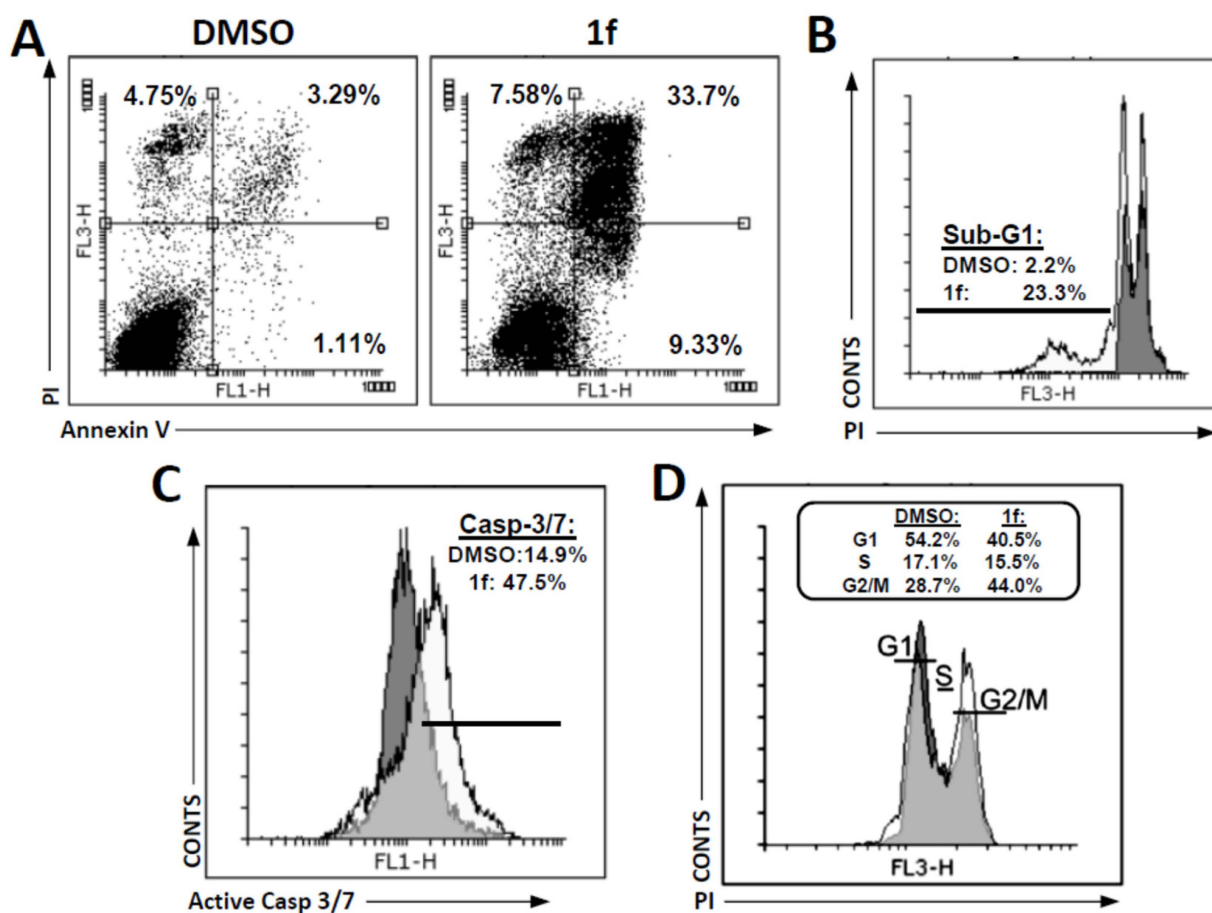 A
DMSO
1f
4.75%
3.29%
7.58%
33.7%
1.11%
9.33%
FL3-H
FL3-H
FL1-H
FL1-H
PI
Annexin V
B
Sub-G1:
DMSO: 2.2%
1f: 23.3%
CONTS
FL3-H
PI
C
Casp-3/7:
DMSO:14.9%
1f: 47.5%
CONTS
FL1-H
Active Casp 3/7
D
DMSO: 1f:
G1 54.2% 40.5%
S 17.1% 15.5%
G2/M 28.7% 44.0%
G1
S
G2/M
CONTS
FL3-H
PI